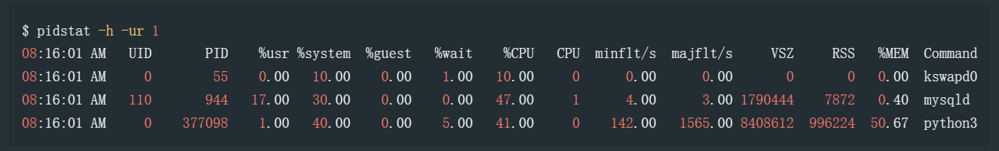 $ pidstat -h -ur 1
08:16:01 AM   UID       PID    %usr %system  %guest   %wait    %CPU   CPU  minflt/s  majflt/s     VSZ     RSS   %MEM  Command
08:16:01 AM     0        55    0.00   10.00    0.00    1.00   10.00     0      0.00      0.00       0       0   0.00  kswapd0
08:16:01 AM   110       944   17.00   30.00    0.00    0.00   47.00     1      4.00      3.00 1790444    7872   0.40  mysqld
08:16:01 AM     0    377098    1.00   40.00    0.00    5.00   41.00     0    142.00   1565.00 8408612  996224  50.67  python3